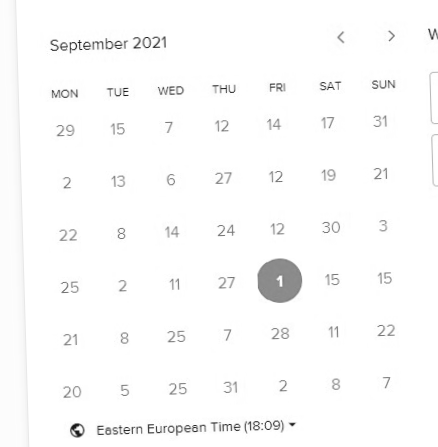 September 2021
W
MON TUE WED THU FRI SAT SUN
29 15 7 12 14 17 31
2 13 6 27 12 19 21
22 8 14 24 12 30 3
25 2 11 27 1 15 15
21 8 25 7 28 11 22
20 5 25 31 2 8 7
Eastern European Time (18:09)